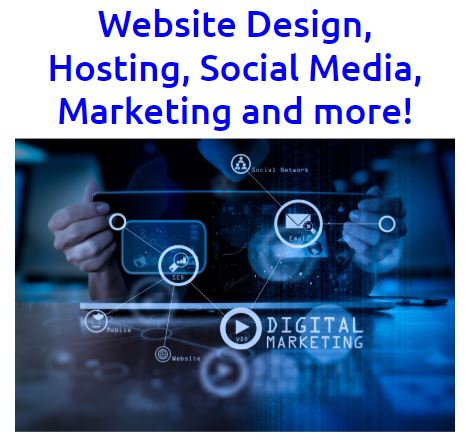 Website Design,
Hosting, Social Media,
Marketing and more!
Social Network
Email
SEO
Mobile
VDO
DIGITAL
MARKETING
Website